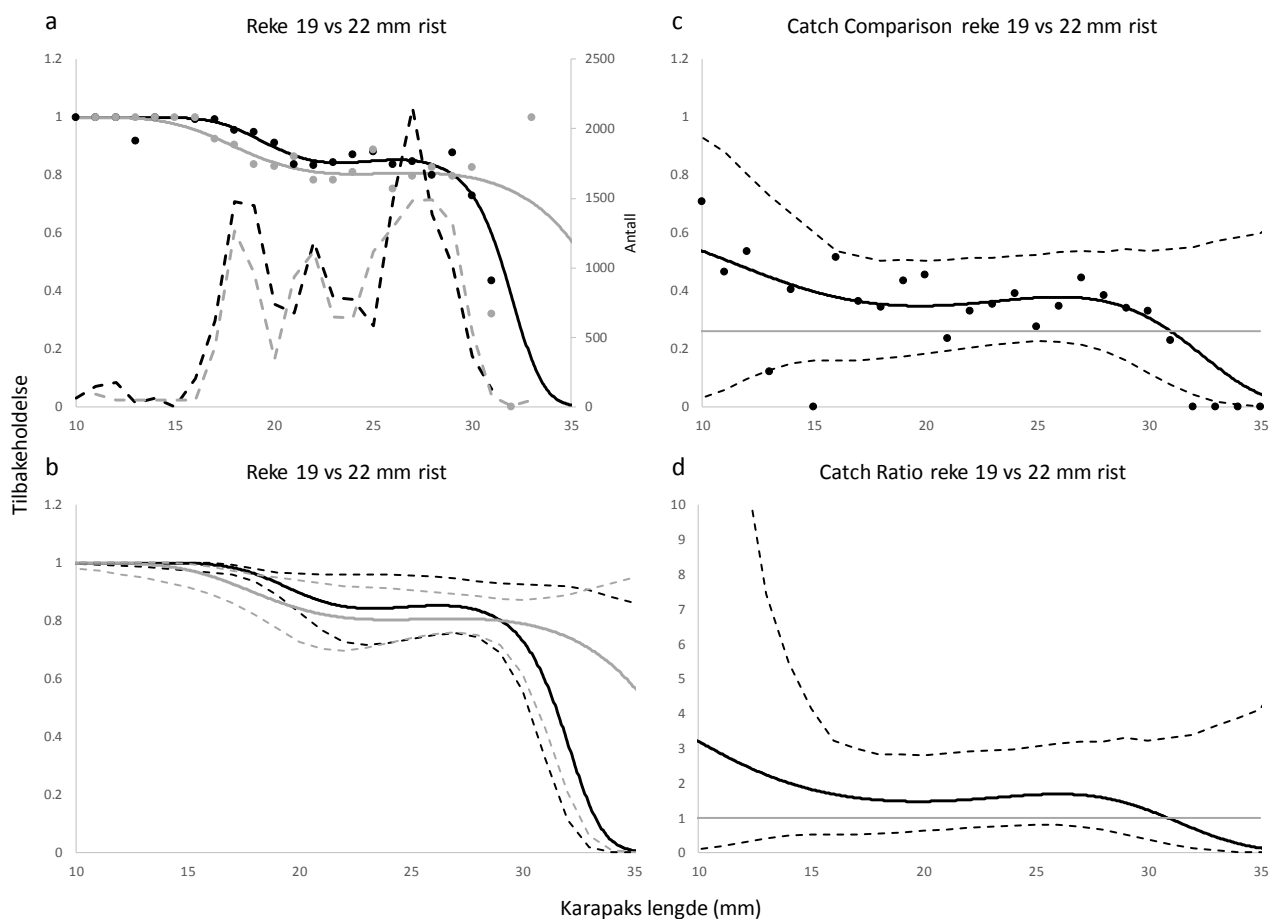 a
Reke 19 vs 22 mm rist
1.2
1
0.8
0.6
0.4
0.2
0
2500
2000
1500
1000
500
0
Antall
10 15 20 25 30 35
c
Catch Comparison reke 19 vs 22 mm rist
1.2
1
0.8
0.6
0.4
0.2
0
10 15 20 25 30 35
Tilbakeholdelse
b
Reke 19 vs 22 mm rist
1.2
1
0.8
0.6
0.4
0.2
0
10 15 20 25 30 35
d
Catch Ratio reke 19 vs 22 mm rist
10
9
8
7
6
5
4
3
2
1
0
10 15 20 25 30 35
Karapaks lengde (mm)